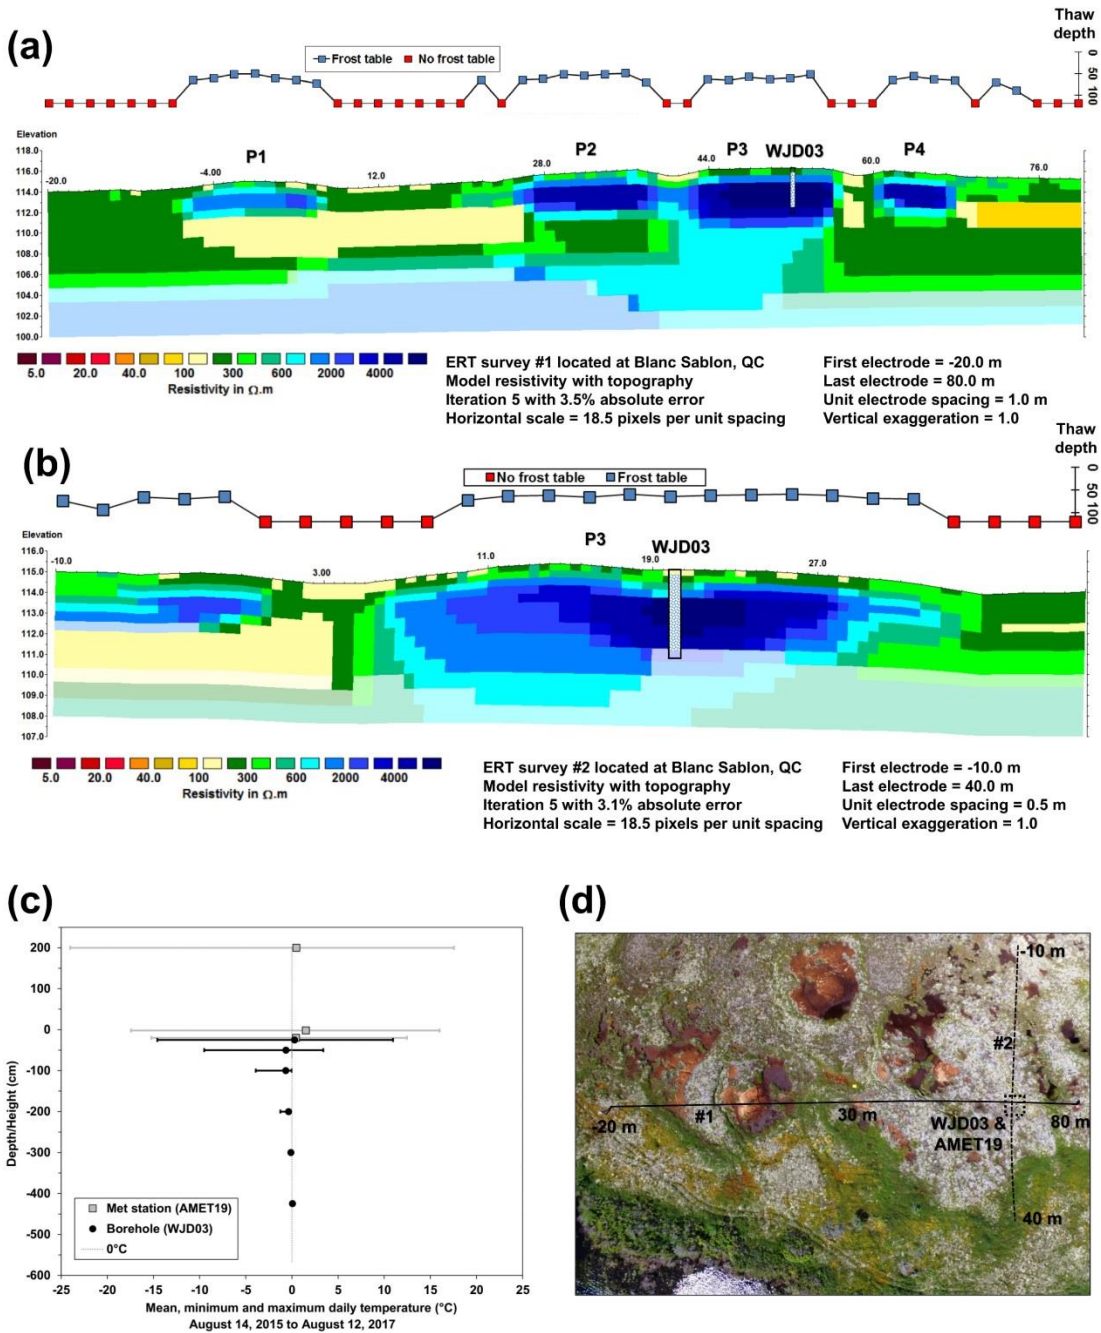 (a)
Thaw
depth
0
50
100
Frost table
No frost table
Elevation
118.0
116.0
114.0
112.0
110.0
108.0
106.0
104.0
102.0
100.0
-20.0
-4.00
P1
12.0
28.0
P2
44.0
P3
WJD03
60.0
P4
76.0
5.0 20.0 40.0 100 300 600 2000 4000
Resistivity in Ω.m
ERT survey #1 located at Blanc Sablon, QC
Model resistivity with topography
Iteration 5 with 3.5% absolute error
Horizontal scale = 18.5 pixels per unit spacing
First electrode = -20.0 m
Last electrode = 80.0 m
Unit electrode spacing = 1.0 m
Vertical exaggeration = 1.0
(b)
Thaw
depth
0
50
100
No frost table
Frost table
Elevation
116.0
115.0
114.0
113.0
112.0
111.0
110.0
109.0
108.0
107.0
-10.0
3.00
11.0
P3
19.0
WJD03
27.0
5.0 20.0 40.0 100 300 600 2000 4000
Resistivity in Ω.m
ERT survey #2 located at Blanc Sablon, QC
Model resistivity with topography
Iteration 5 with 3.1% absolute error
Horizontal scale = 18.5 pixels per unit spacing
First electrode = -10.0 m
Last electrode = 40.0 m
Unit electrode spacing = 0.5 m
Vertical exaggeration = 1.0
(c)
Depth/Height (cm)
200
100
0
-100
-200
-300
-400
-500
-600
Met station (AMET19)
Borehole (WJD03)
0°C
-25 -20 -15 -10 -5 0 5 10 15 20 25
Mean, minimum and maximum daily temperature (°C)
August 14, 2015 to August 12, 2017
(d)
-10 m
#2
-20 m
#1
30 m
WJD03 &
AMET19
80 m
40 m